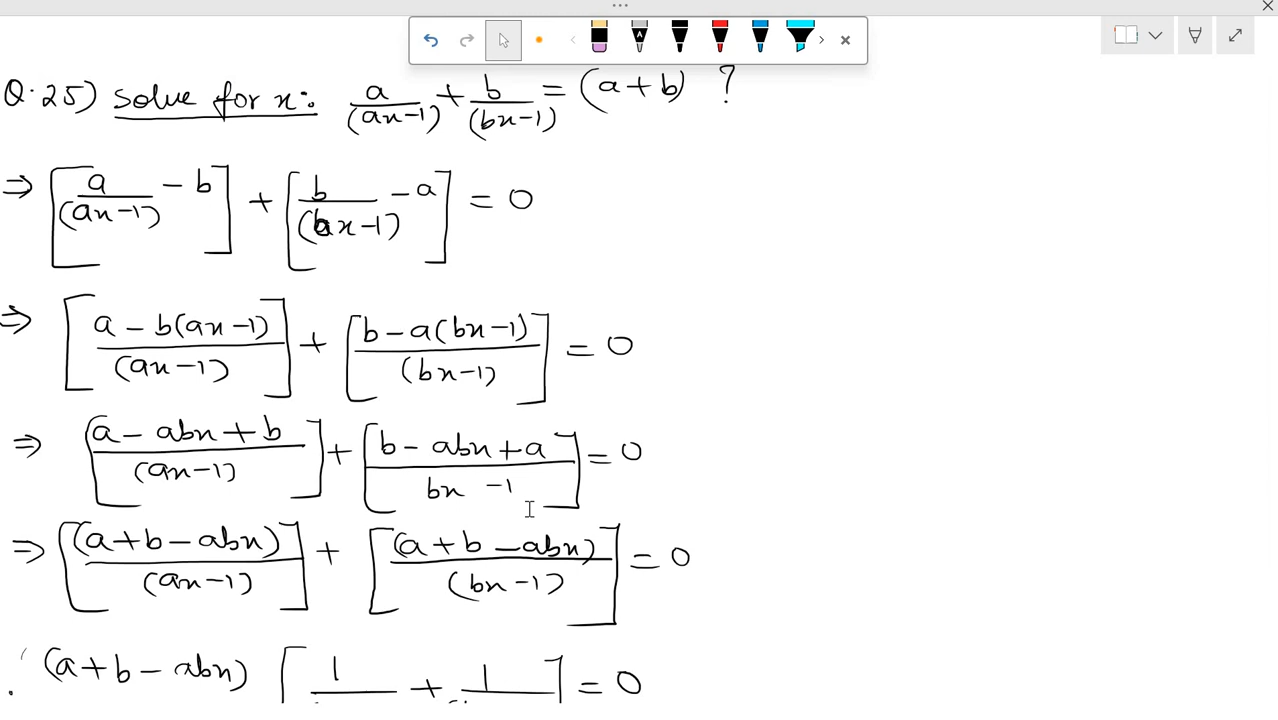 Q.25) solve for x: a/(ax-1) + b/(bx-1) = (a+b) ?
⇒ [a/(ax-1) - b] + [b/(bx-1) - a] = 0
⇒ [a-b(ax-1)/(ax-1)] + [b-a(bx-1)/(bx-1)] = 0
⇒ [a-abx+b/(ax-1)] + [b-abx+a/bx -1] = 0
⇒ [(a+b-abx)/(ax-1)] + [(a+b-abx)/(bx-1)] = 0
(a+b-abx) [1/ + 1/ ] = 0